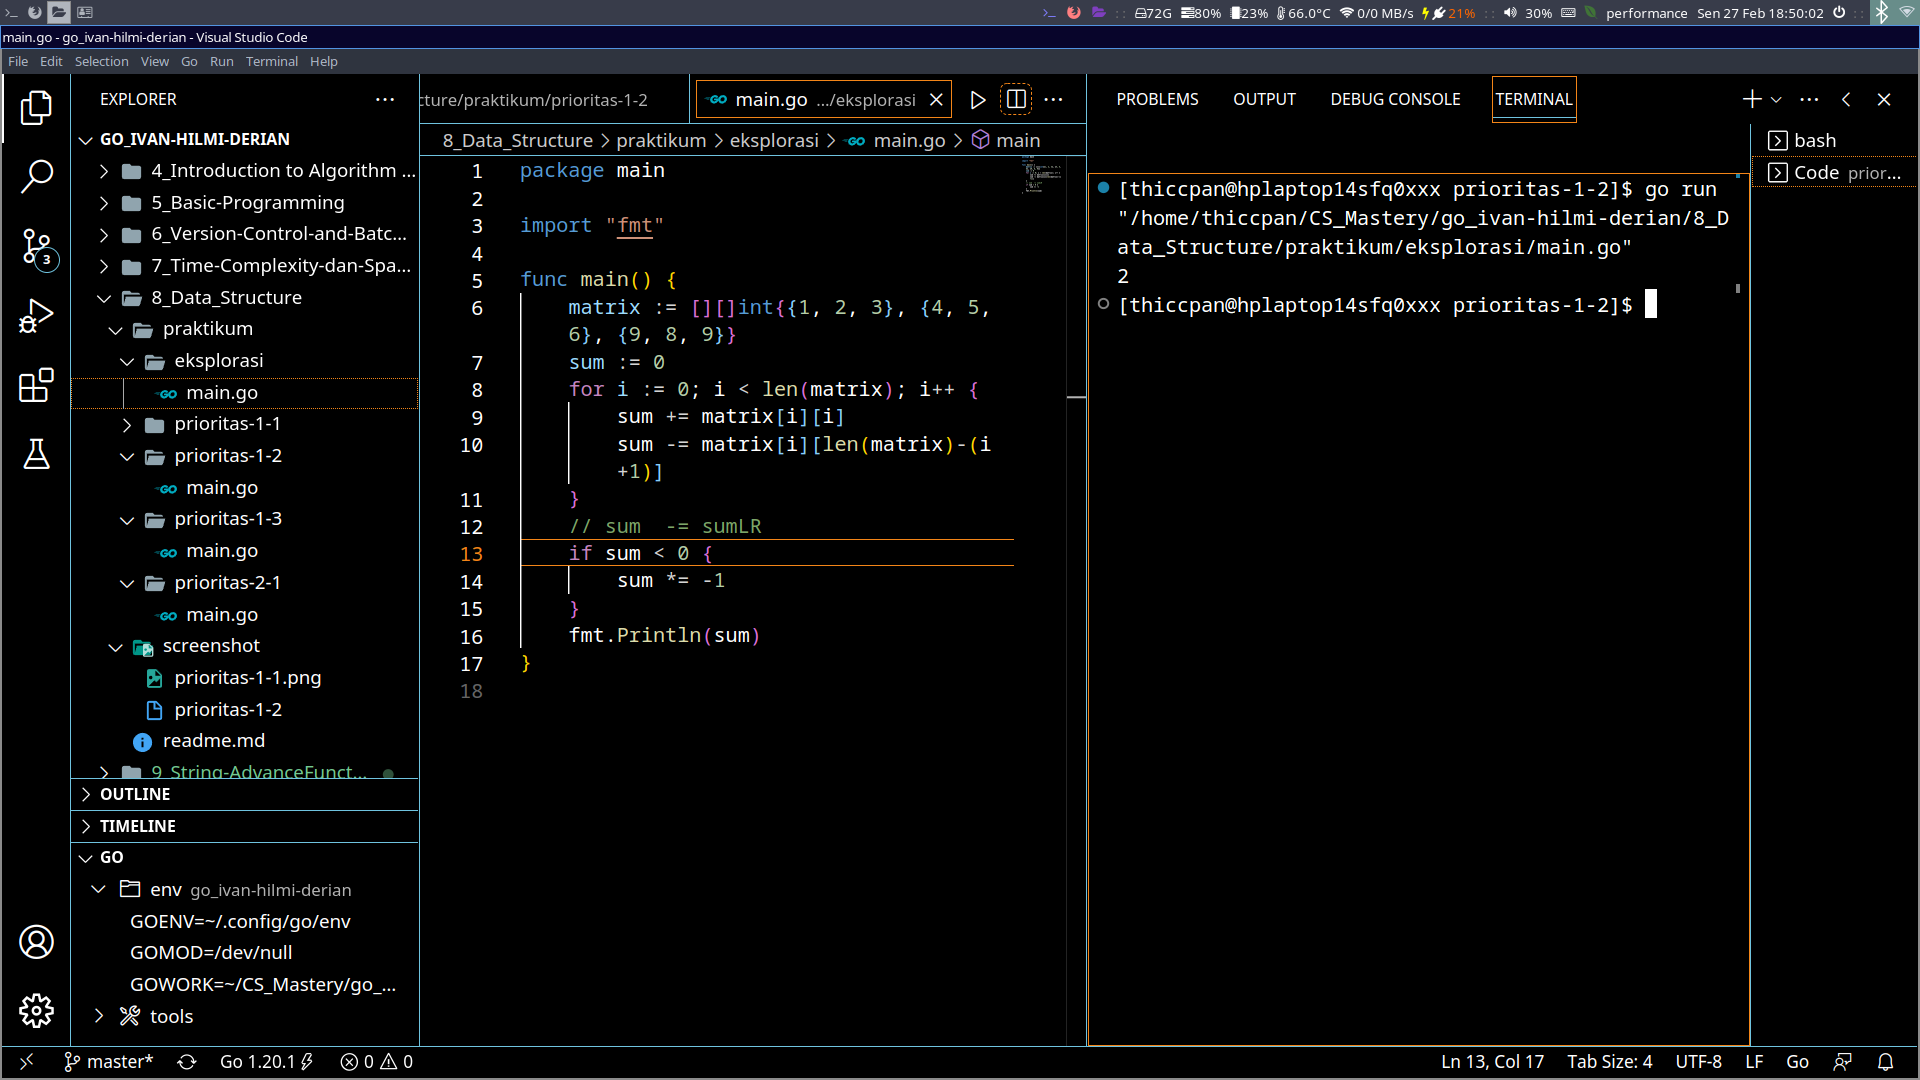 72G 80% 23% 66.0°C 0/0 MB/s 21% 30% performance Sen 27 Feb 18:50:02
main.go - go_ivan-hilmi-derian - Visual Studio Code
File Edit Selection View Go Run Terminal Help
EXPLORER ...
GO_IVAN-HILMI-DERIAN
4_Introduction to Algorithm ...
5_Basic-Programming
6_Version-Control-and-Batc...
7_Time-Complexity-dan-Spa...
8_Data_Structure
praktikum
eksplorasi
main.go
prioritas-1-1
prioritas-1-2
main.go
prioritas-1-3
main.go
prioritas-2-1
main.go
screenshot
prioritas-1-1.png
prioritas-1-2
readme.md
9_String-AdvanceFunct...
OUTLINE
TIMELINE
GO
env go_ivan-hilmi-derian
GOENV=~/.config/go/env
GOMOD=/dev/null
GOWORK=~/CS_Mastery/go_...
tools
3
cture/praktikum/prioritas-1-2 main.go .../eksplorasi
8_Data_Structure > praktikum > eksplorasi > main.go > main
1 package main
2
3 import "fmt"
4
5 func main() {
6 matrix := [][]int{{1, 2, 3}, {4, 5,
6}, {9, 8, 9}}
7 sum := 0
8 for i := 0; i < len(matrix); i++ {
9 sum += matrix[i][i]
10 sum -= matrix[i][len(matrix)-(i
+1)]
11 }
12 // sum  -= sumLR
13 if sum < 0 {
14 sum *= -1
15 }
16 fmt.Println(sum)
17 }
18
PROBLEMS OUTPUT DEBUG CONSOLE TERMINAL
[thiccpan@hplaptop14sfq0xxx prioritas-1-2]$ go run
"/home/thiccpan/CS_Mastery/go_ivan-hilmi-derian/8_D
ata_Structure/praktikum/eksplorasi/main.go"
2
[thiccpan@hplaptop14sfq0xxx prioritas-1-2]$
bash
Code prior...
master* Go 1.20.1 0 0 Ln 13, Col 17 Tab Size: 4 UTF-8 LF Go